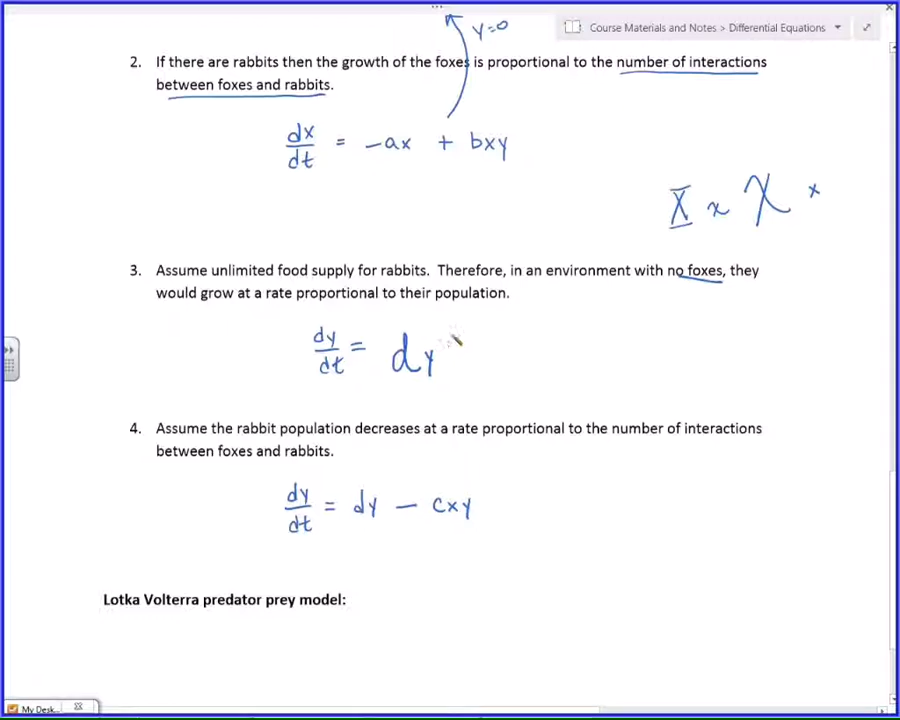 y=0
Course Materials and Notes > Differential Equations
2. If there are rabbits then the growth of the foxes is proportional to the number of interactions
between foxes and rabbits.
dx/dt = -ax + bxy
X x X x
3. Assume unlimited food supply for rabbits. Therefore, in an environment with no foxes, they
would grow at a rate proportional to their population.
dy/dt = dy
4. Assume the rabbit population decreases at a rate proportional to the number of interactions
between foxes and rabbits.
dy/dt = dy - cxy
Lotka Volterra predator prey model:
My Desk...